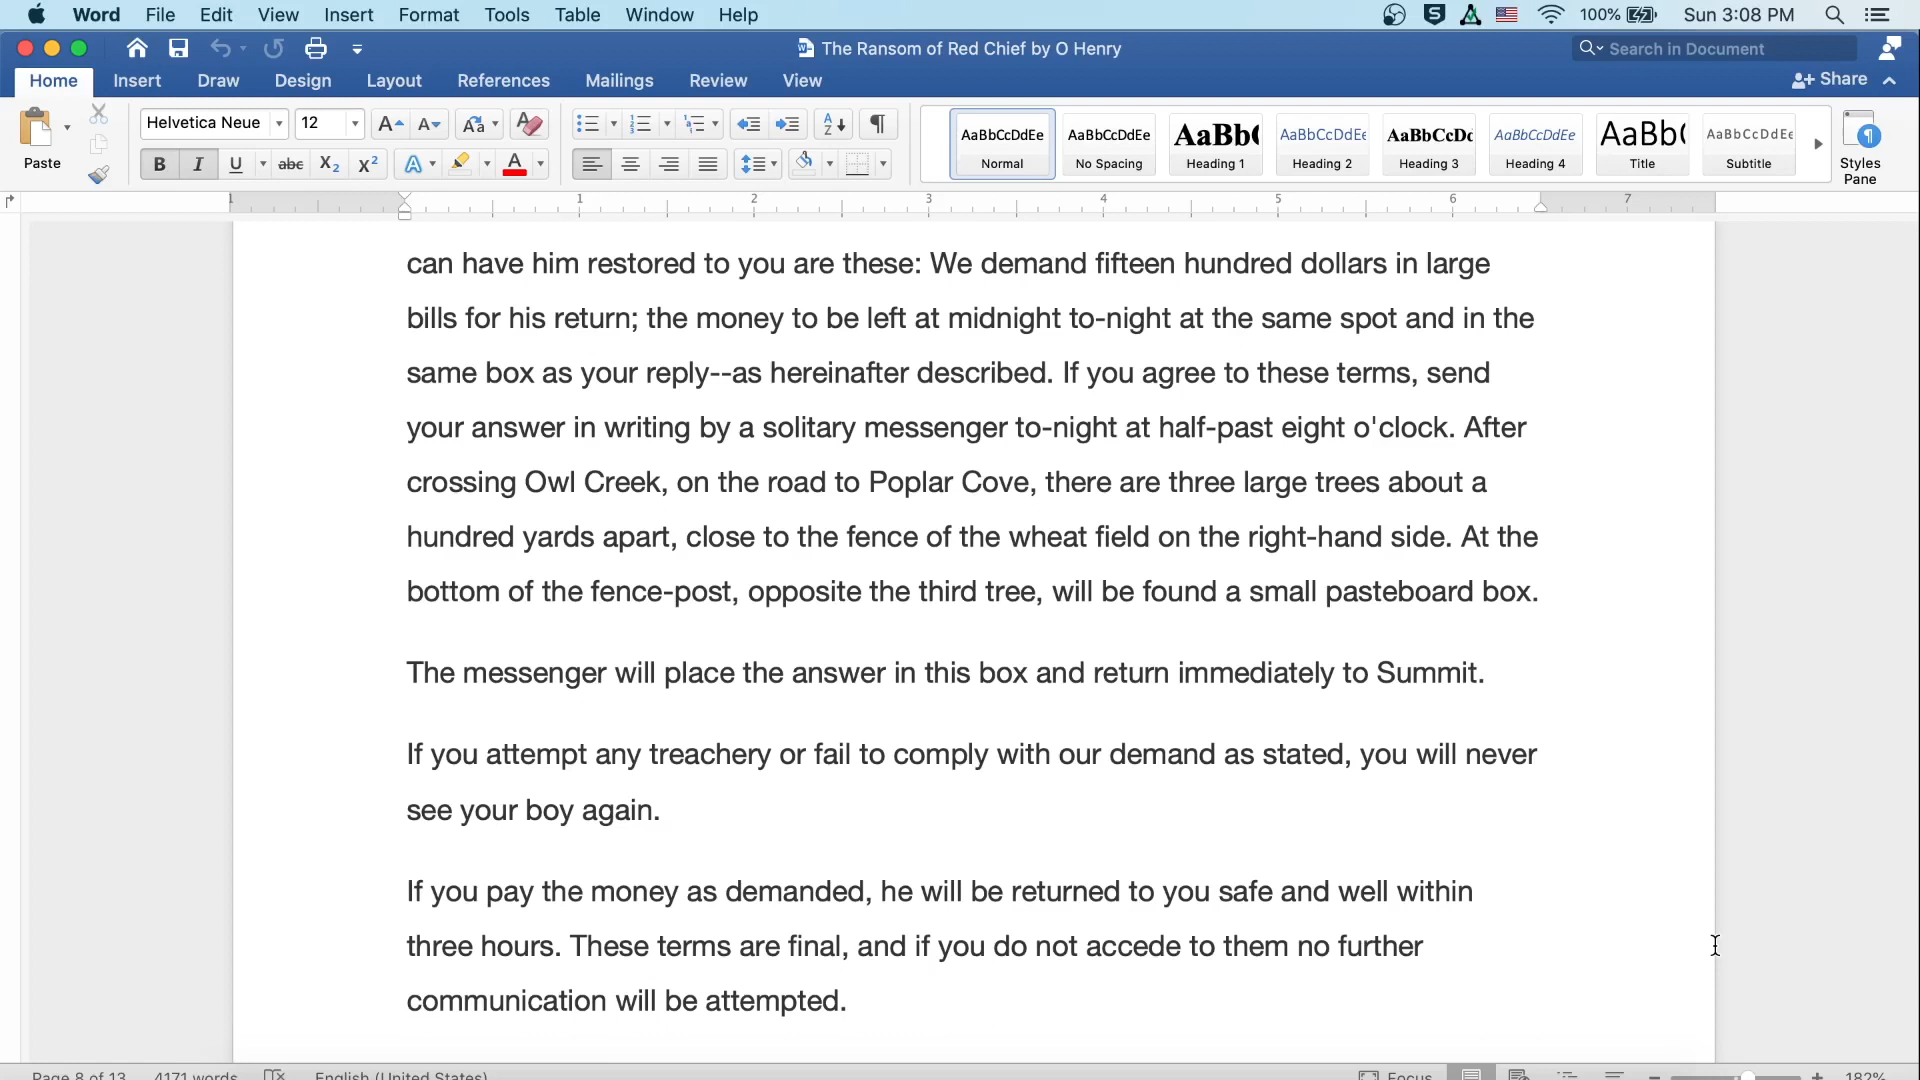 Word File Edit View Insert Format Tools Table Window Help 100% Sun 3:08 PM
The Ransom of Red Chief by O Henry Search in Document
Home Insert Draw Design Layout References Mailings Review View Share
Paste Helvetica Neue 12 A A Aa A
B I U abc X2 X2 A A
AaBbCcDdEe AaBbCcDdEe AaBb( AaBbCcDdEe AaBbCcDc AaBbCcDdEe AaBb( AaBbCcDdEe
Normal No Spacing Heading 1 Heading 2 Heading 3 Heading 4 Title Subtitle Styles Pane
1 1 2 3 4 5 6 7
can have him restored to you are these: We demand fifteen hundred dollars in large
bills for his return; the money to be left at midnight to-night at the same spot and in the
same box as your reply--as hereinafter described. If you agree to these terms, send
your answer in writing by a solitary messenger to-night at half-past eight o'clock. After
crossing Owl Creek, on the road to Poplar Cove, there are three large trees about a
hundred yards apart, close to the fence of the wheat field on the right-hand side. At the
bottom of the fence-post, opposite the third tree, will be found a small pasteboard box.
The messenger will place the answer in this box and return immediately to Summit.
If you attempt any treachery or fail to comply with our demand as stated, you will never
see your boy again.
If you pay the money as demanded, he will be returned to you safe and well within
three hours. These terms are final, and if you do not accede to them no further
communication will be attempted.
Page 8 of 13 4171 words English (United States) Focus 182%